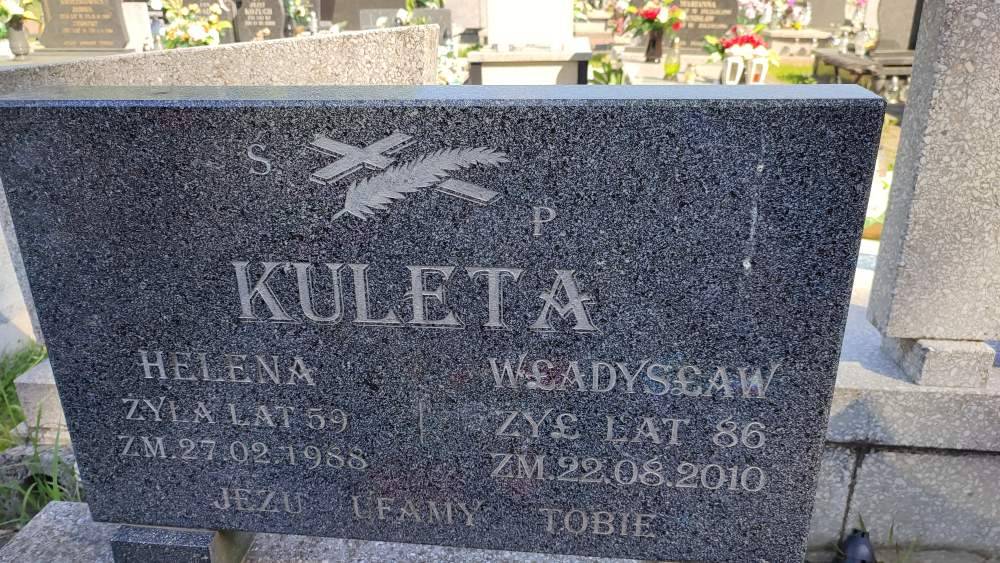 Ś
P
KULETA
HELENA WŁADYSŁAW
ŻYŁA LAT 59 ŻYŁ LAT 86
ZM. 27.02.1988 ZM. 22.08.2010
JEZU UFAMY TOBIE